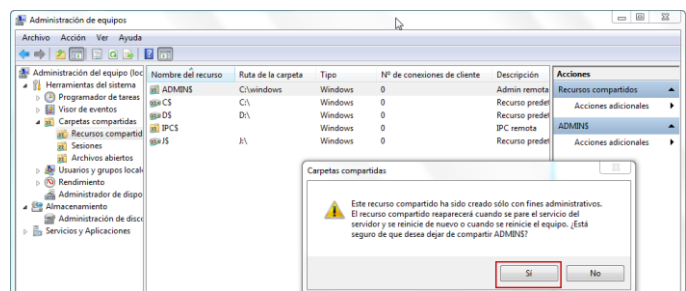 Administración de equipos
Archivo Acción Ver Ayuda
Administración del equipo (loc
Herramientas del sistema
Programador de tareas
Visor de eventos
Carpetas compartidas
Recursos compartid
Sesiones
Archivos abiertos
Usuarios y grupos locale
Rendimiento
Administrador de dispo
Almacenamiento
Administración de disco
Servicios y Aplicaciones
Nombre del recurso Ruta de la carpeta Tipo Nº de conexiones de cliente Descripción
ADMIN$ C:\windows Windows 0 Admin remota
C$ C:\ Windows 0 Recurso predet
D$ D:\ Windows 0 Recurso predet
IPC$ Windows 0 IPC remota
J$ J:\ Windows 0 Recurso predet
Acciones
Recursos compartidos
Acciones adicionales
ADMIN$
Acciones adicionales
Carpetas compartidas
Este recurso compartido ha sido creado sólo con fines administrativos.
El recurso compartido reaparecerá cuando se pare el servicio del
servidor y se reinicie de nuevo o cuando se reinicie el equipo. ¿Está
seguro de que desea dejar de compartir ADMIN$?
Sí No